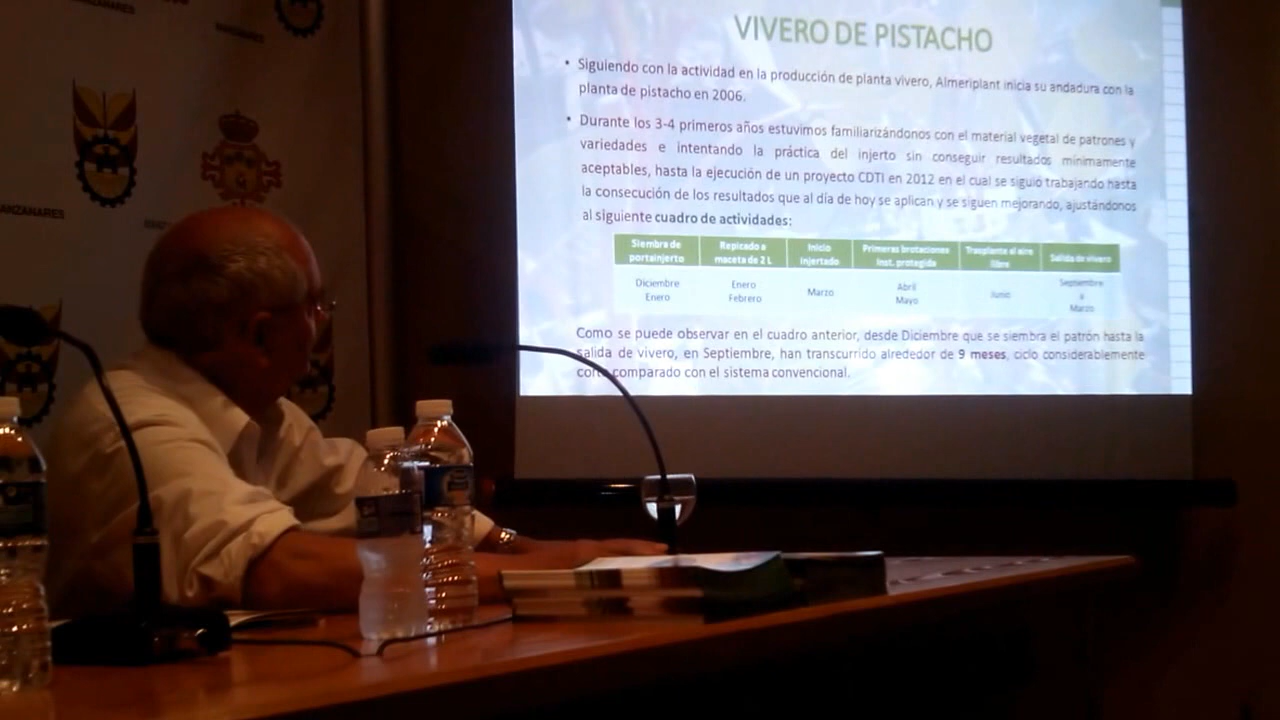 MANZANARES
MANZANARES
MANZANARES
VIVERO DE PISTACHO
• Siguiendo con la actividad en la producción de planta vivero, Almeriplant inicia su andadura con la
planta de pistacho en 2006.
• Durante los 3-4 primeros años estuvimos familiarizándonos con el material vegetal de patrones y
variedades e intentando la práctica del injerto sin conseguir resultados mínimamente
aceptables, hasta la ejecución de un proyecto CDTI en 2012 en el cual se siguió trabajando hasta
la consecución de los resultados que al día de hoy se aplican y se siguen mejorando, ajustándonos
al siguiente cuadro de actividades:
Siembra de Repicado a Inicio Primeras brotaciones Trasplante al aire Salida de vivero
portainjerto maceta de 2 L injertado Inst. protegida libre
Diciembre Enero Marzo Abril Junio Septiembre
Enero Febrero Mayo a
Marzo
Como se puede observar en el cuadro anterior, desde Diciembre que se siembra el patrón hasta la
salida de vivero, en Septiembre, han transcurrido alrededor de 9 meses, ciclo considerablemente
corto comparado con el sistema convencional.